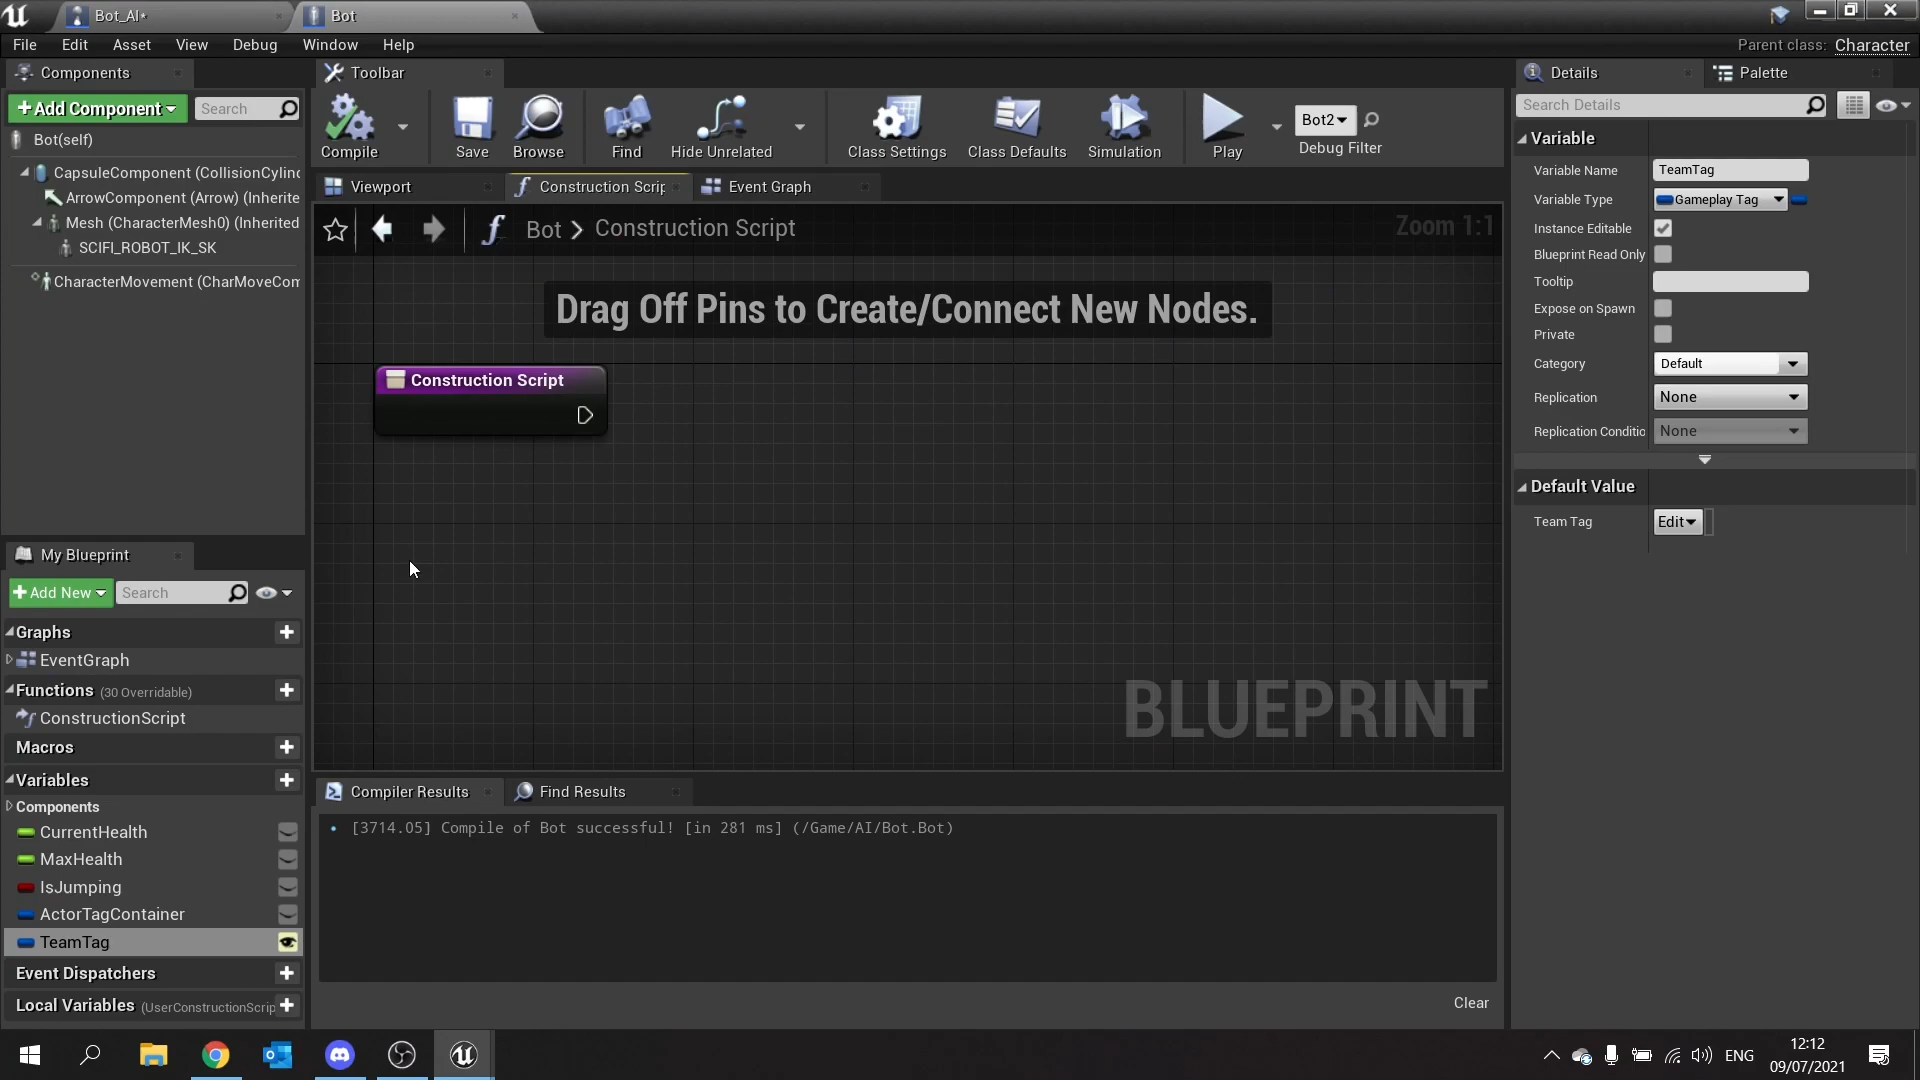 Bot_AI*
Bot
File Edit Asset View Debug Window Help
Parent class: Character
Components
Add Component
Search
Bot(self)
CapsuleComponent (CollisionCylinc
ArrowComponent (Arrow) (Inherite
Mesh (CharacterMesh0) (Inherited
SCIFI_ROBOT_IK_SK
CharacterMovement (CharMoveCom
My Blueprint
Add New
Search
Graphs
EventGraph
Functions (30 Overridable)
ConstructionScript
Macros
Variables
Components
CurrentHealth
MaxHealth
IsJumping
ActorTagContainer
TeamTag
Event Dispatchers
Local Variables (UserConstructionScrip
Toolbar
Compile
Save
Browse
Find
Hide Unrelated
Class Settings
Class Defaults
Simulation
Play
Bot2
Debug Filter
Viewport
Construction Scrip
Event Graph
Bot > Construction Script
Zoom 1:1
Drag Off Pins to Create/Connect New Nodes.
Construction Script
BLUEPRINT
Compiler Results
Find Results
• [3714.05] Compile of Bot successful! [in 281 ms] (/Game/AI/Bot.Bot)
Clear
Details
Palette
Search Details
Variable
Variable Name TeamTag
Variable Type Gameplay Tag
Instance Editable
Blueprint Read Only
Tooltip
Expose on Spawn
Private
Category Default
Replication None
Replication Conditio None
Default Value
Team Tag Edit
ENG
12:12
09/07/2021